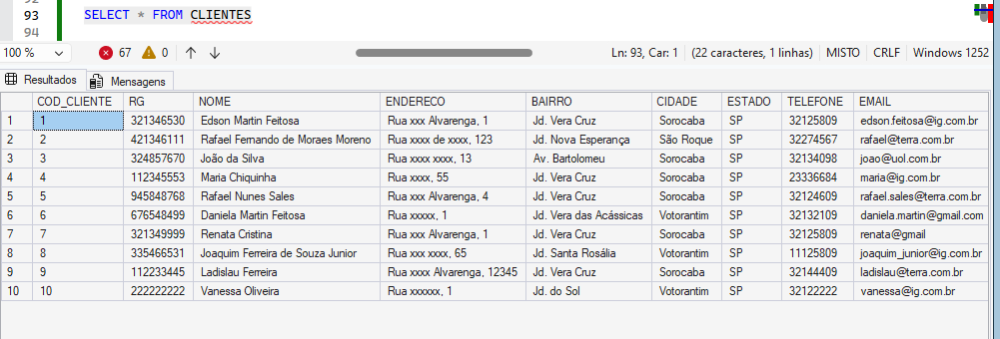 92
93 SELECT * FROM CLIENTES
94
100 % 67 0 Ln: 93, Car: 1 (22 caracteres, 1 linhas) MISTO CRLF Windows 1252
Resultados Mensagens
COD_CLIENTE RG NOME ENDERECO BAIRRO CIDADE ESTADO TELEFONE EMAIL
1 1 321346530 Edson Martin Feitosa Rua xxx Alvarenga, 1 Jd. Vera Cruz Sorocaba SP 32125809 edson.feitosa@ig.com.br
2 2 421346111 Rafael Fernando de Moraes Moreno Rua xxxx de xxxx, 123 Jd. Nova Esperança São Roque SP 32274567 rafael@terra.com.br
3 3 324857670 João da Silva Rua xxxx xxxx, 13 Av. Bartolomeu Sorocaba SP 32134098 joao@uol.com.br
4 4 112345553 Maria Chiquinha Rua xxxx, 55 Jd. Vera Cruz Sorocaba SP 23336684 maria@ig.com.br
5 5 945848768 Rafael Nunes Sales Rua xxx Alvarenga, 4 Jd. Vera Cruz Sorocaba SP 32124609 rafael.sales@terra.com.br
6 6 676548499 Daniela Martin Feitosa Rua xxxxx, 1 Jd. Vera das Acássicas Votorantim SP 32132109 daniela.martin@gmail.com
7 7 321349999 Renata Cristina Rua xxx Alvarenga, 1 Jd. Vera Cruz Sorocaba SP 32125809 renata@gmail
8 8 335466531 Joaquim Ferreira de Souza Junior Rua xxx xxxx, 65 Jd. Santa Rosália Votorantim SP 11125809 joaquim_junior@ig.com.br
9 9 112233445 Ladislau Ferreira Rua xxxx Alvarenga, 12345 Jd. Vera Cruz Sorocaba SP 32144409 ladislau@terra.com.br
10 10 222222222 Vanessa Oliveira Rua xxxxxx, 1 Jd. do Sol Votorantim SP 32122222 vanessa@ig.com.br